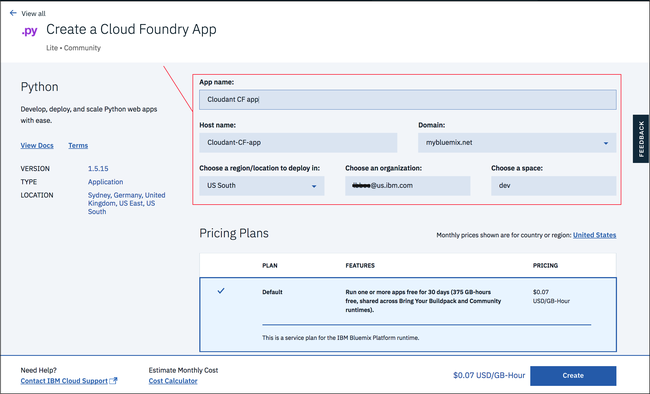 View all
.py Create a Cloud Foundry App
Lite • Community
Python
Develop, deploy, and scale Python web apps
with ease.
View Docs Terms
VERSION 1.5.15
TYPE Application
LOCATION Sydney, Germany, United
Kingdom, US East, US
South
App name:
Cloudant CF app
Host name: Domain:
Cloudant-CF-app mybluemix.net
Choose a region/location to deploy in: Choose an organization: Choose a space:
US South @us.ibm.com dev
FEEDBACK
Pricing Plans Monthly prices shown are for country or region: United States
PLAN FEATURES PRICING
Default Run one or more apps free for 30 days (375 GB-hours $0.07
free, shared across Bring Your Buildpack and Community USD/GB-Hour
runtimes).
This is a service plan for the IBM Bluemix Platform runtime.
Need Help? Estimate Monthly Cost
Contact IBM Cloud Support Cost Calculator $0.07 USD/GB-Hour Create